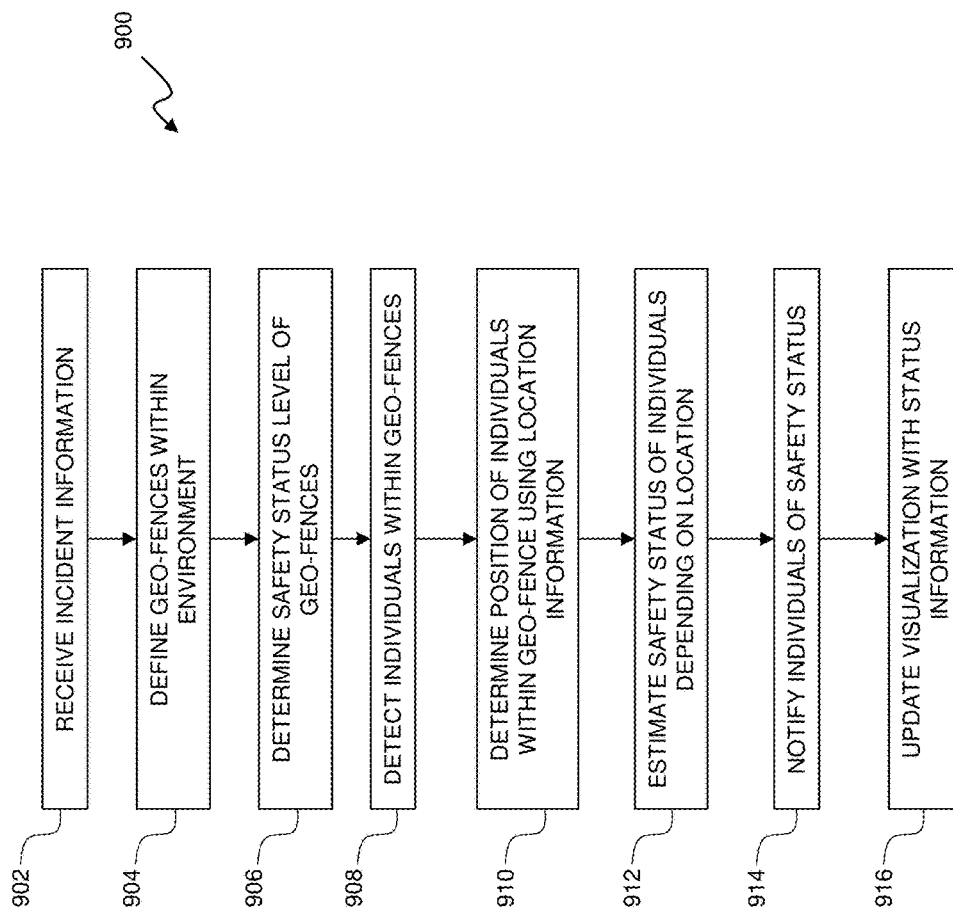 900
902
RECEIVE INCIDENT INFORMATION
904
DEFINE GEO-FENCES WITHIN
ENVIRONMENT
906
DETERMINE SAFETY STATUS LEVEL OF
GEO-FENCES
908
DETECT INDIVIDUALS WITHIN GEO-FENCES
910
DETERMINE POSITION OF INDIVIDUALS
WITHIN GEO-FENCE USING LOCATION
INFORMATION
912
ESTIMATE SAFETY STATUS OF INDIVIDUALS
DEPENDING ON LOCATION
914
NOTIFY INDIVIDUALS OF SAFETY STATUS
916
UPDATE VISUALIZATION WITH STATUS
INFORMATION